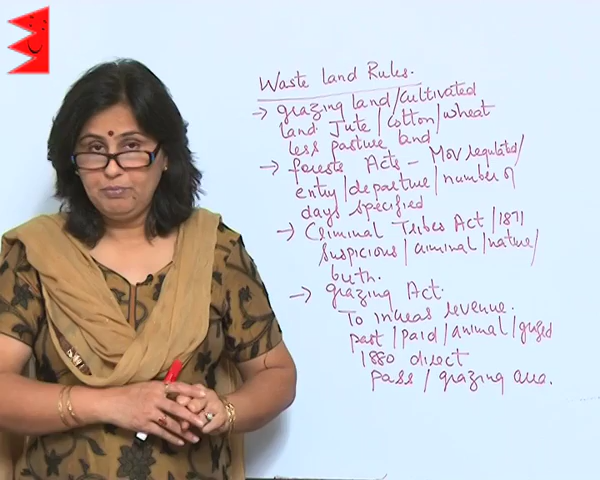 Waste land Rules.
→ grazing land/cultivated
land Jute / cotton / wheat
less pasture land
→ forests Acts - Mov regulated/
entry/departure/number of
days specified
→ Criminal Tribes Act / 1871
suspicious/criminal/nature/
birth.
→ grazing Act.
To increas revenue.
past / paid / animal / grazed
1880 direct
pass / grazing area.